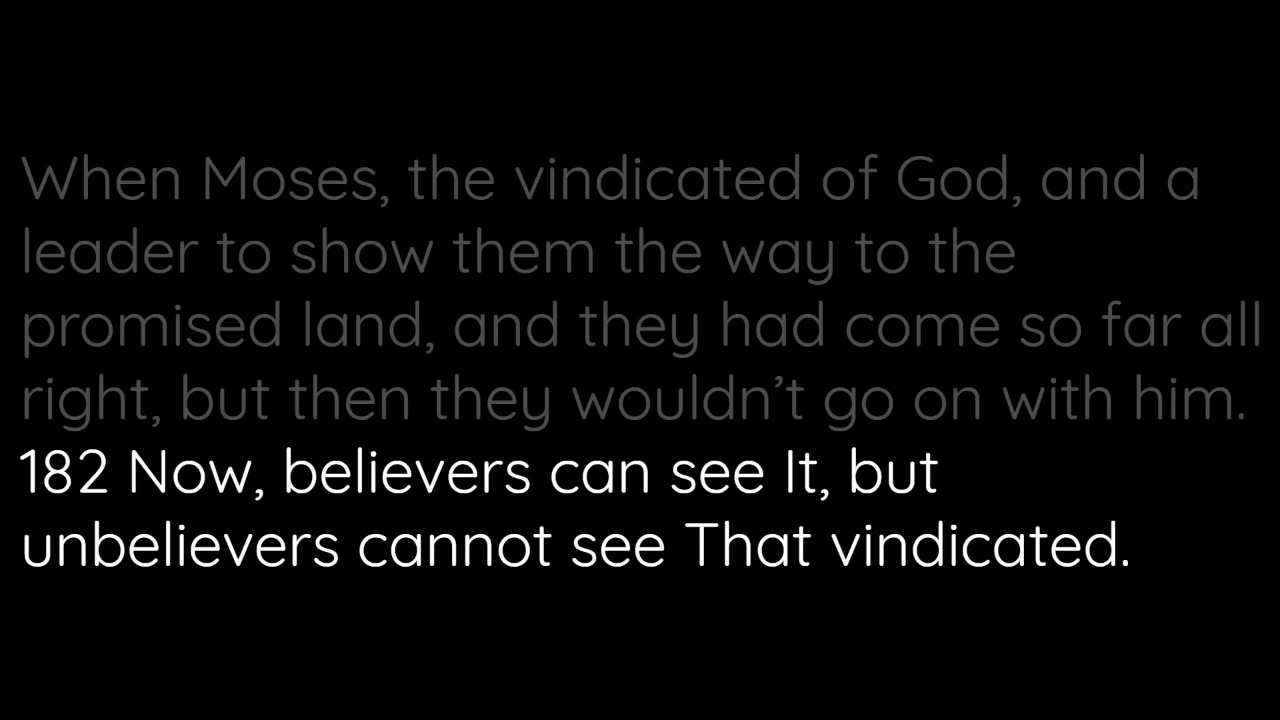 When Moses, the vindicated of God, and a
leader to show them the way to the
promised land, and they had come so far all
right, but then they wouldn’t go on with him.
182 Now, believers can see It, but
unbelievers cannot see That vindicated.